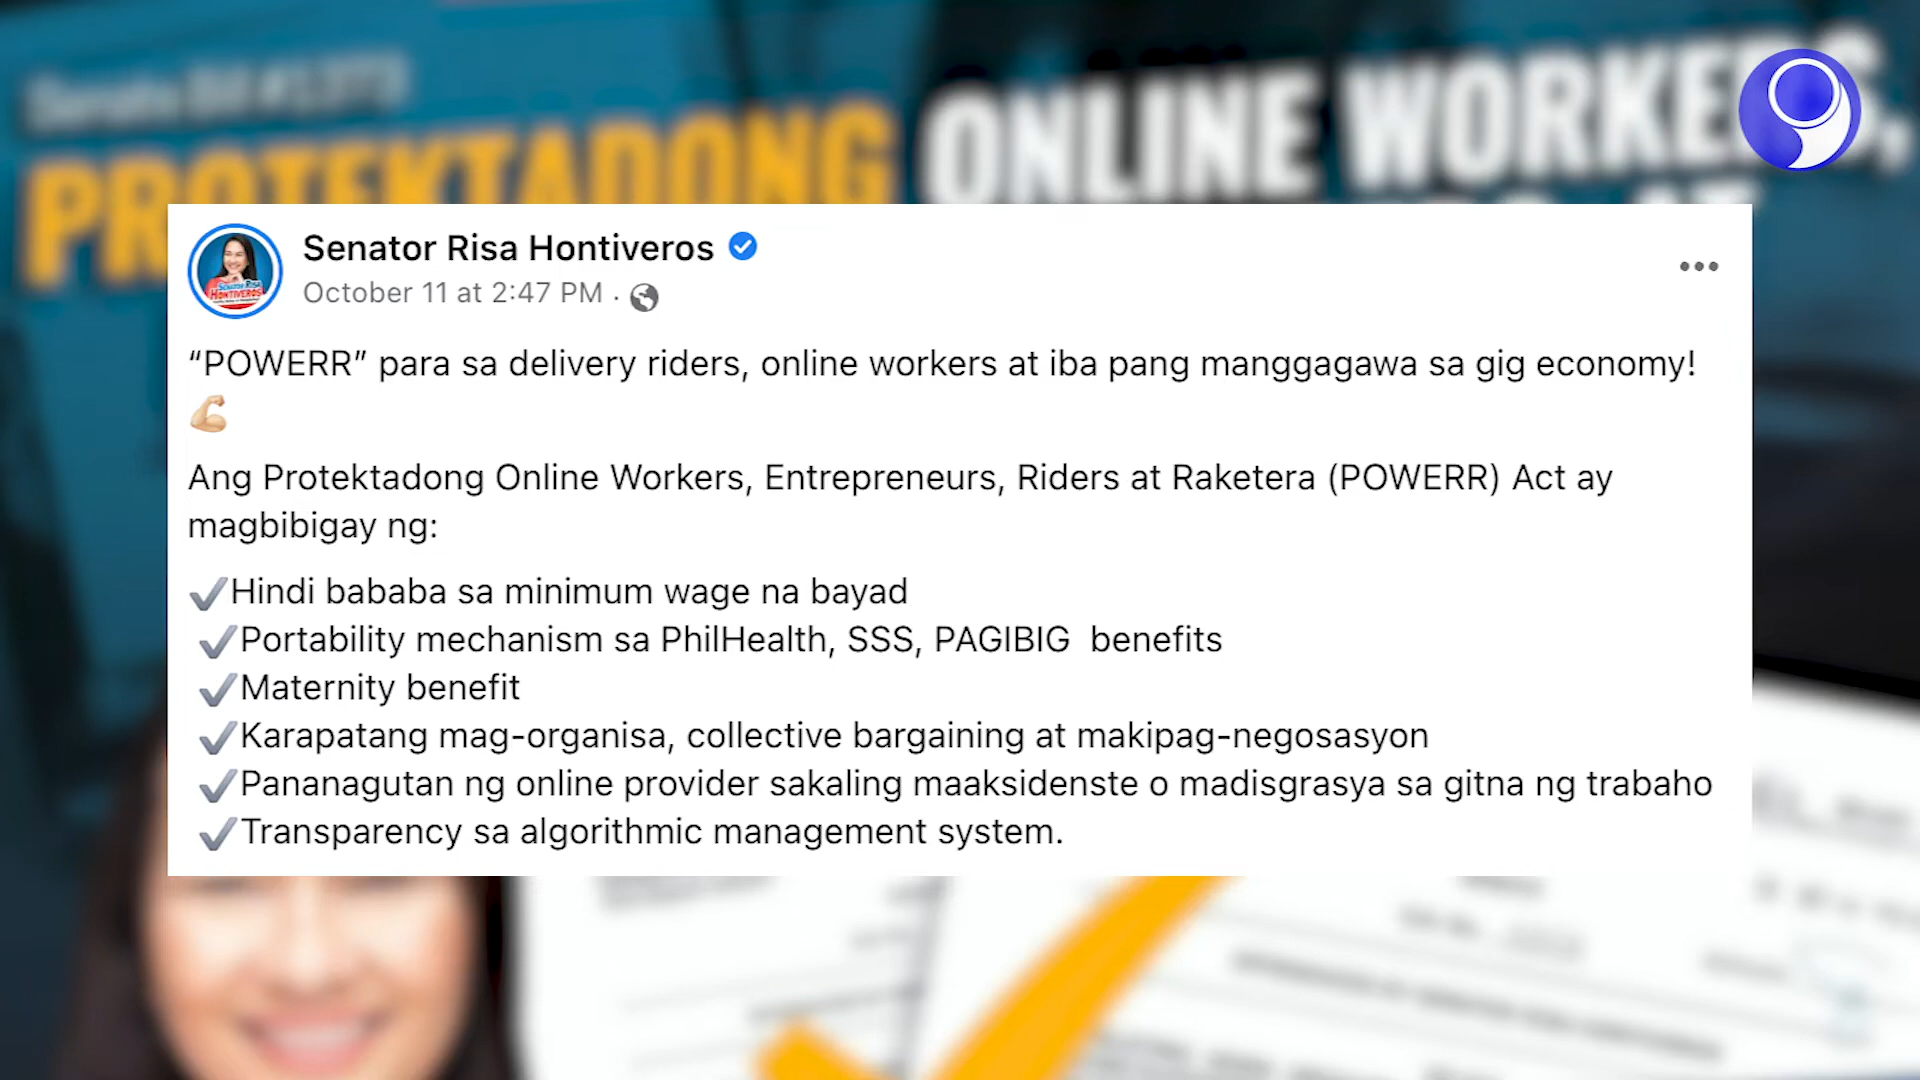 PROTEKTADONG ONLINE WORKERS,
Senator Risa Hontiveros
October 11 at 2:47 PM ·
“POWERR” para sa delivery riders, online workers at iba pang manggagawa sa gig economy!
💪🏼
Ang Protektadong Online Workers, Entrepreneurs, Riders at Raketera (POWERR) Act ay
magbibigay ng:
✔Hindi bababa sa minimum wage na bayad
✔Portability mechanism sa PhilHealth, SSS, PAGIBIG benefits
✔Maternity benefit
✔Karapatang mag-organisa, collective bargaining at makipag-negosasyon
✔Pananagutan ng online provider sakaling maaksidenste o madisgrasya sa gitna ng trabaho
✔Transparency sa algorithmic management system.